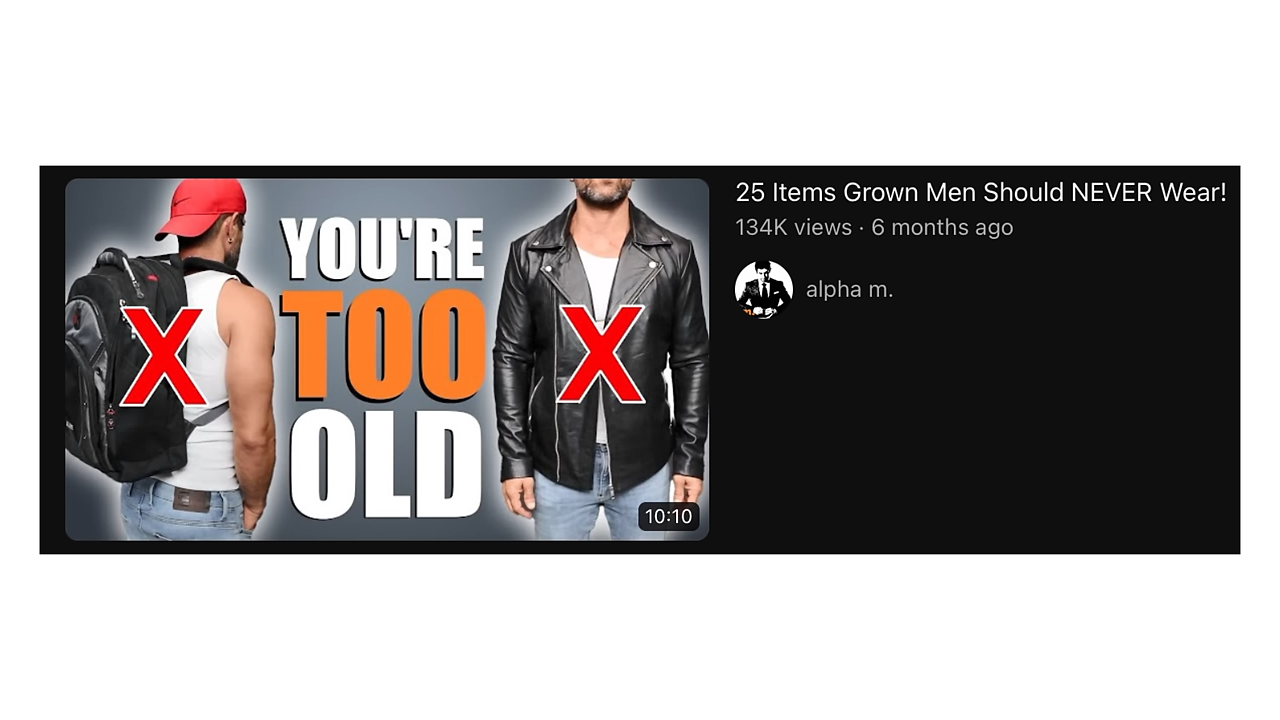 YOU'RE
TOO
OLD
X
X
10:10
25 Items Grown Men Should NEVER Wear!
134K views · 6 months ago
alpha m.